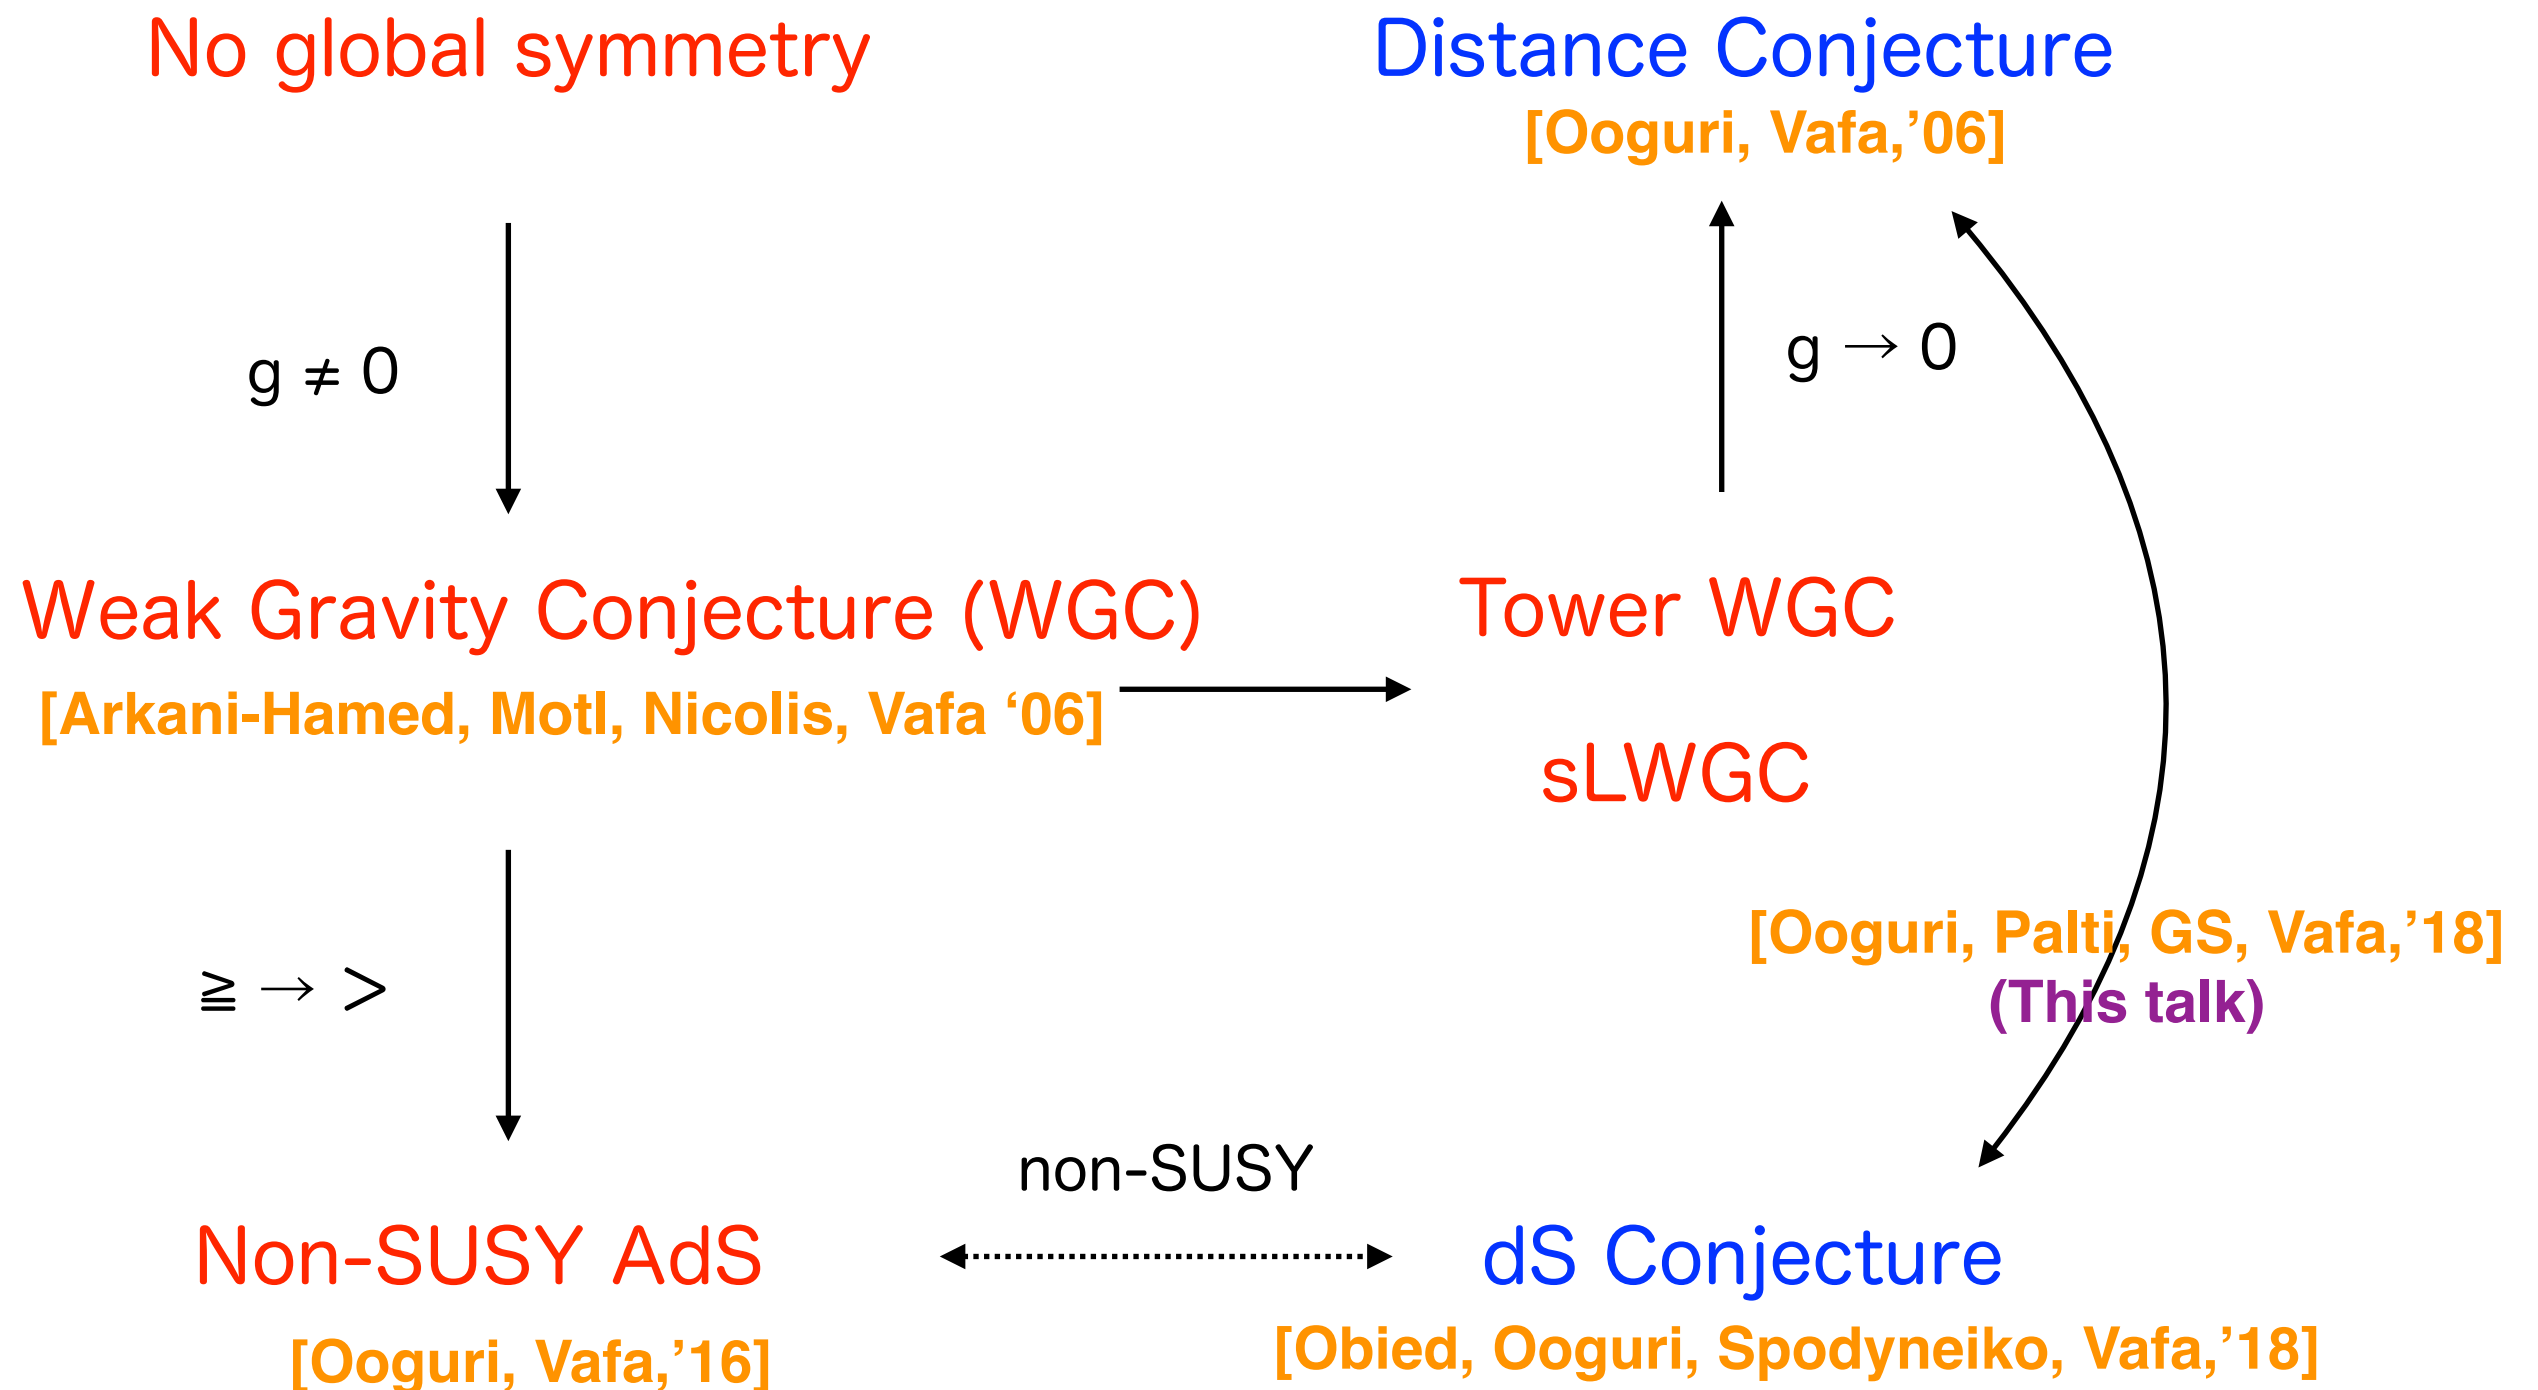 No global symmetry
Distance Conjecture
[Ooguri, Vafa,’06]
g ≠ 0
g → 0
Weak Gravity Conjecture (WGC)
[Arkani-Hamed, Motl, Nicolis, Vafa ‘06]
Tower WGC
sLWGC
[Ooguri, Palti, GS, Vafa,’18]
(This talk)
≧ → >
non-SUSY
Non-SUSY AdS
[Ooguri, Vafa,’16]
dS Conjecture
[Obied, Ooguri, Spodyneiko, Vafa,’18]